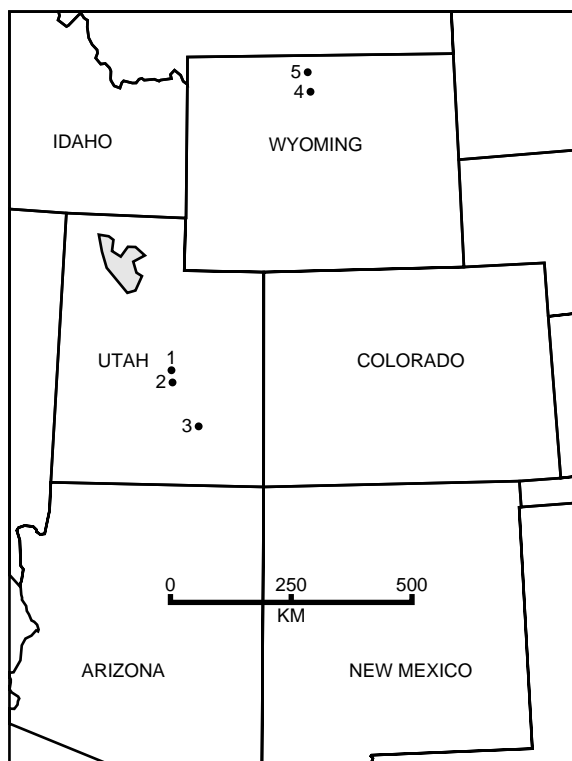 5
4
IDAHO
WYOMING
1
UTAH
COLORADO
2
3
0 250 500
KM
ARIZONA
NEW MEXICO